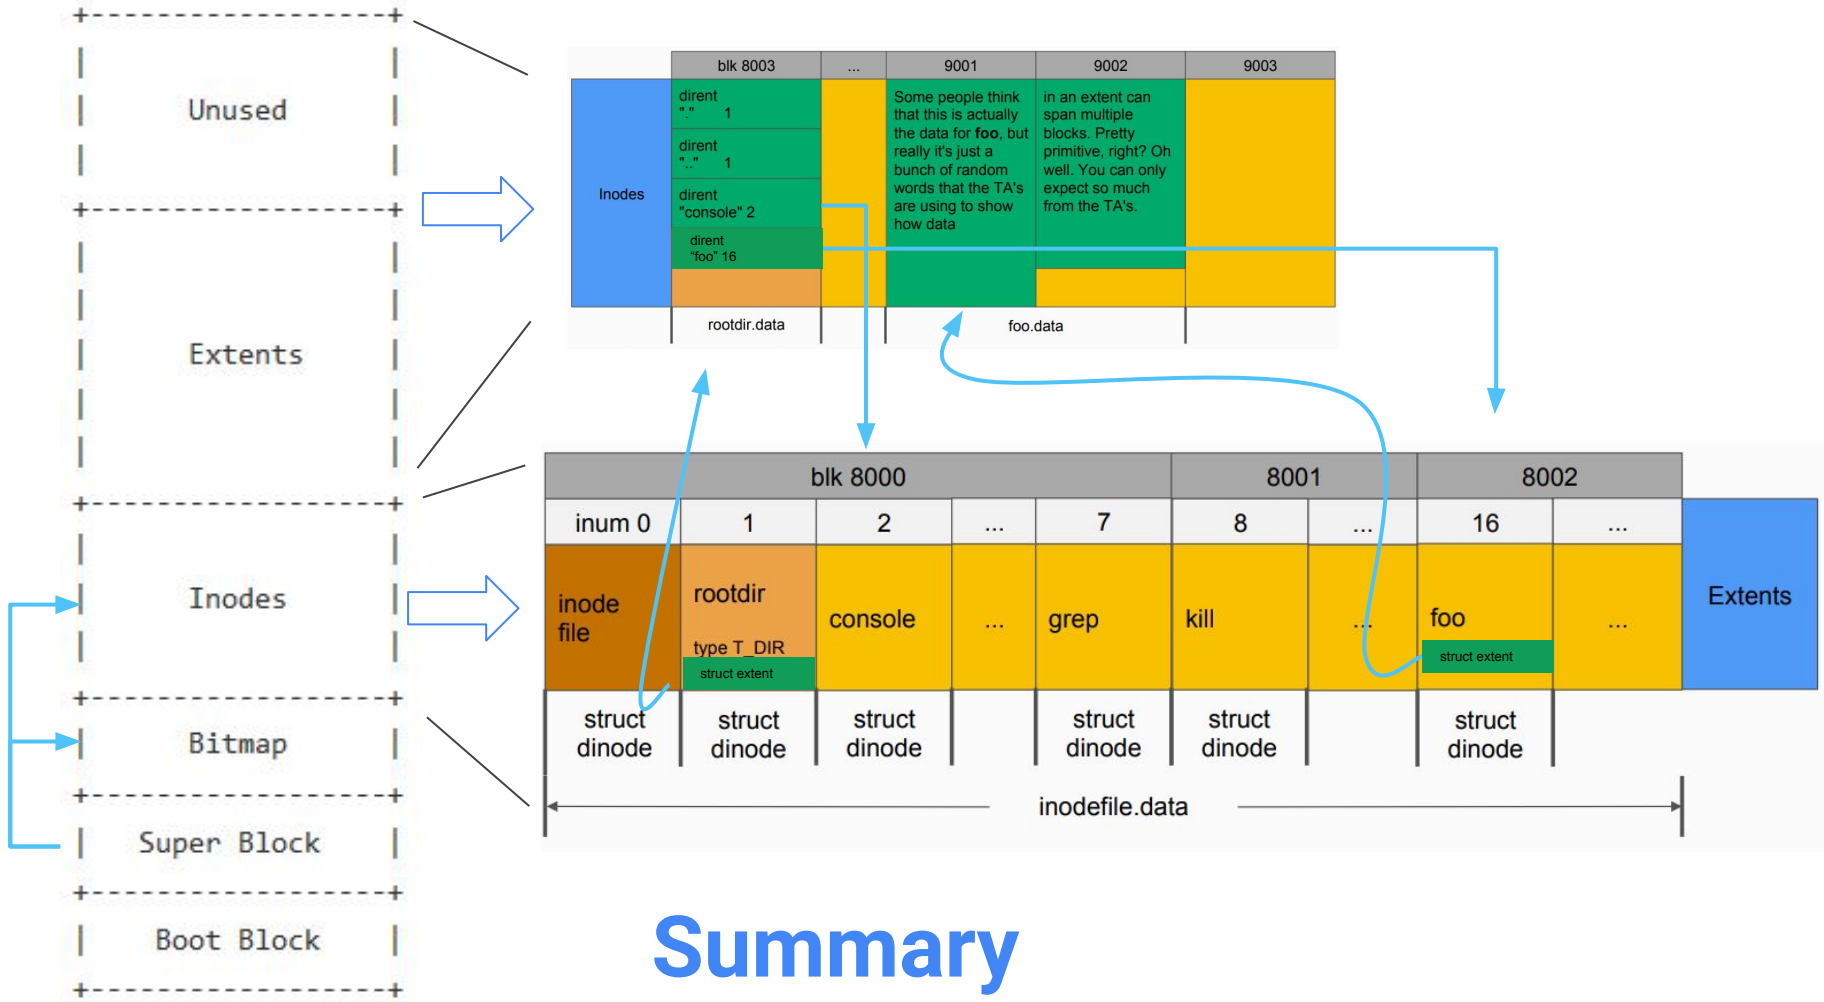 Unused
Extents
Inodes
Bitmap
Super Block
Boot Block
blk 8003
...
9001
9002
9003
Inodes
dirent
"." 1
dirent
".." 1
dirent
"console" 2
dirent
“foo” 16
Some people think
that this is actually
the data for foo, but
really it's just a
bunch of random
words that the TA's
are using to show
how data
in an extent can
span multiple
blocks. Pretty
primitive, right? Oh
well. You can only
expect so much
from the TA's.
rootdir.data
foo.data
blk 8000
8001
8002
inum 0
1
2
...
7
8
...
16
...
inode
file
rootdir
type T_DIR
struct extent
console
...
grep
kill
...
foo
struct extent
...
Extents
struct
dinode
struct
dinode
struct
dinode
struct
dinode
struct
dinode
struct
dinode
inodefile.data
Summary